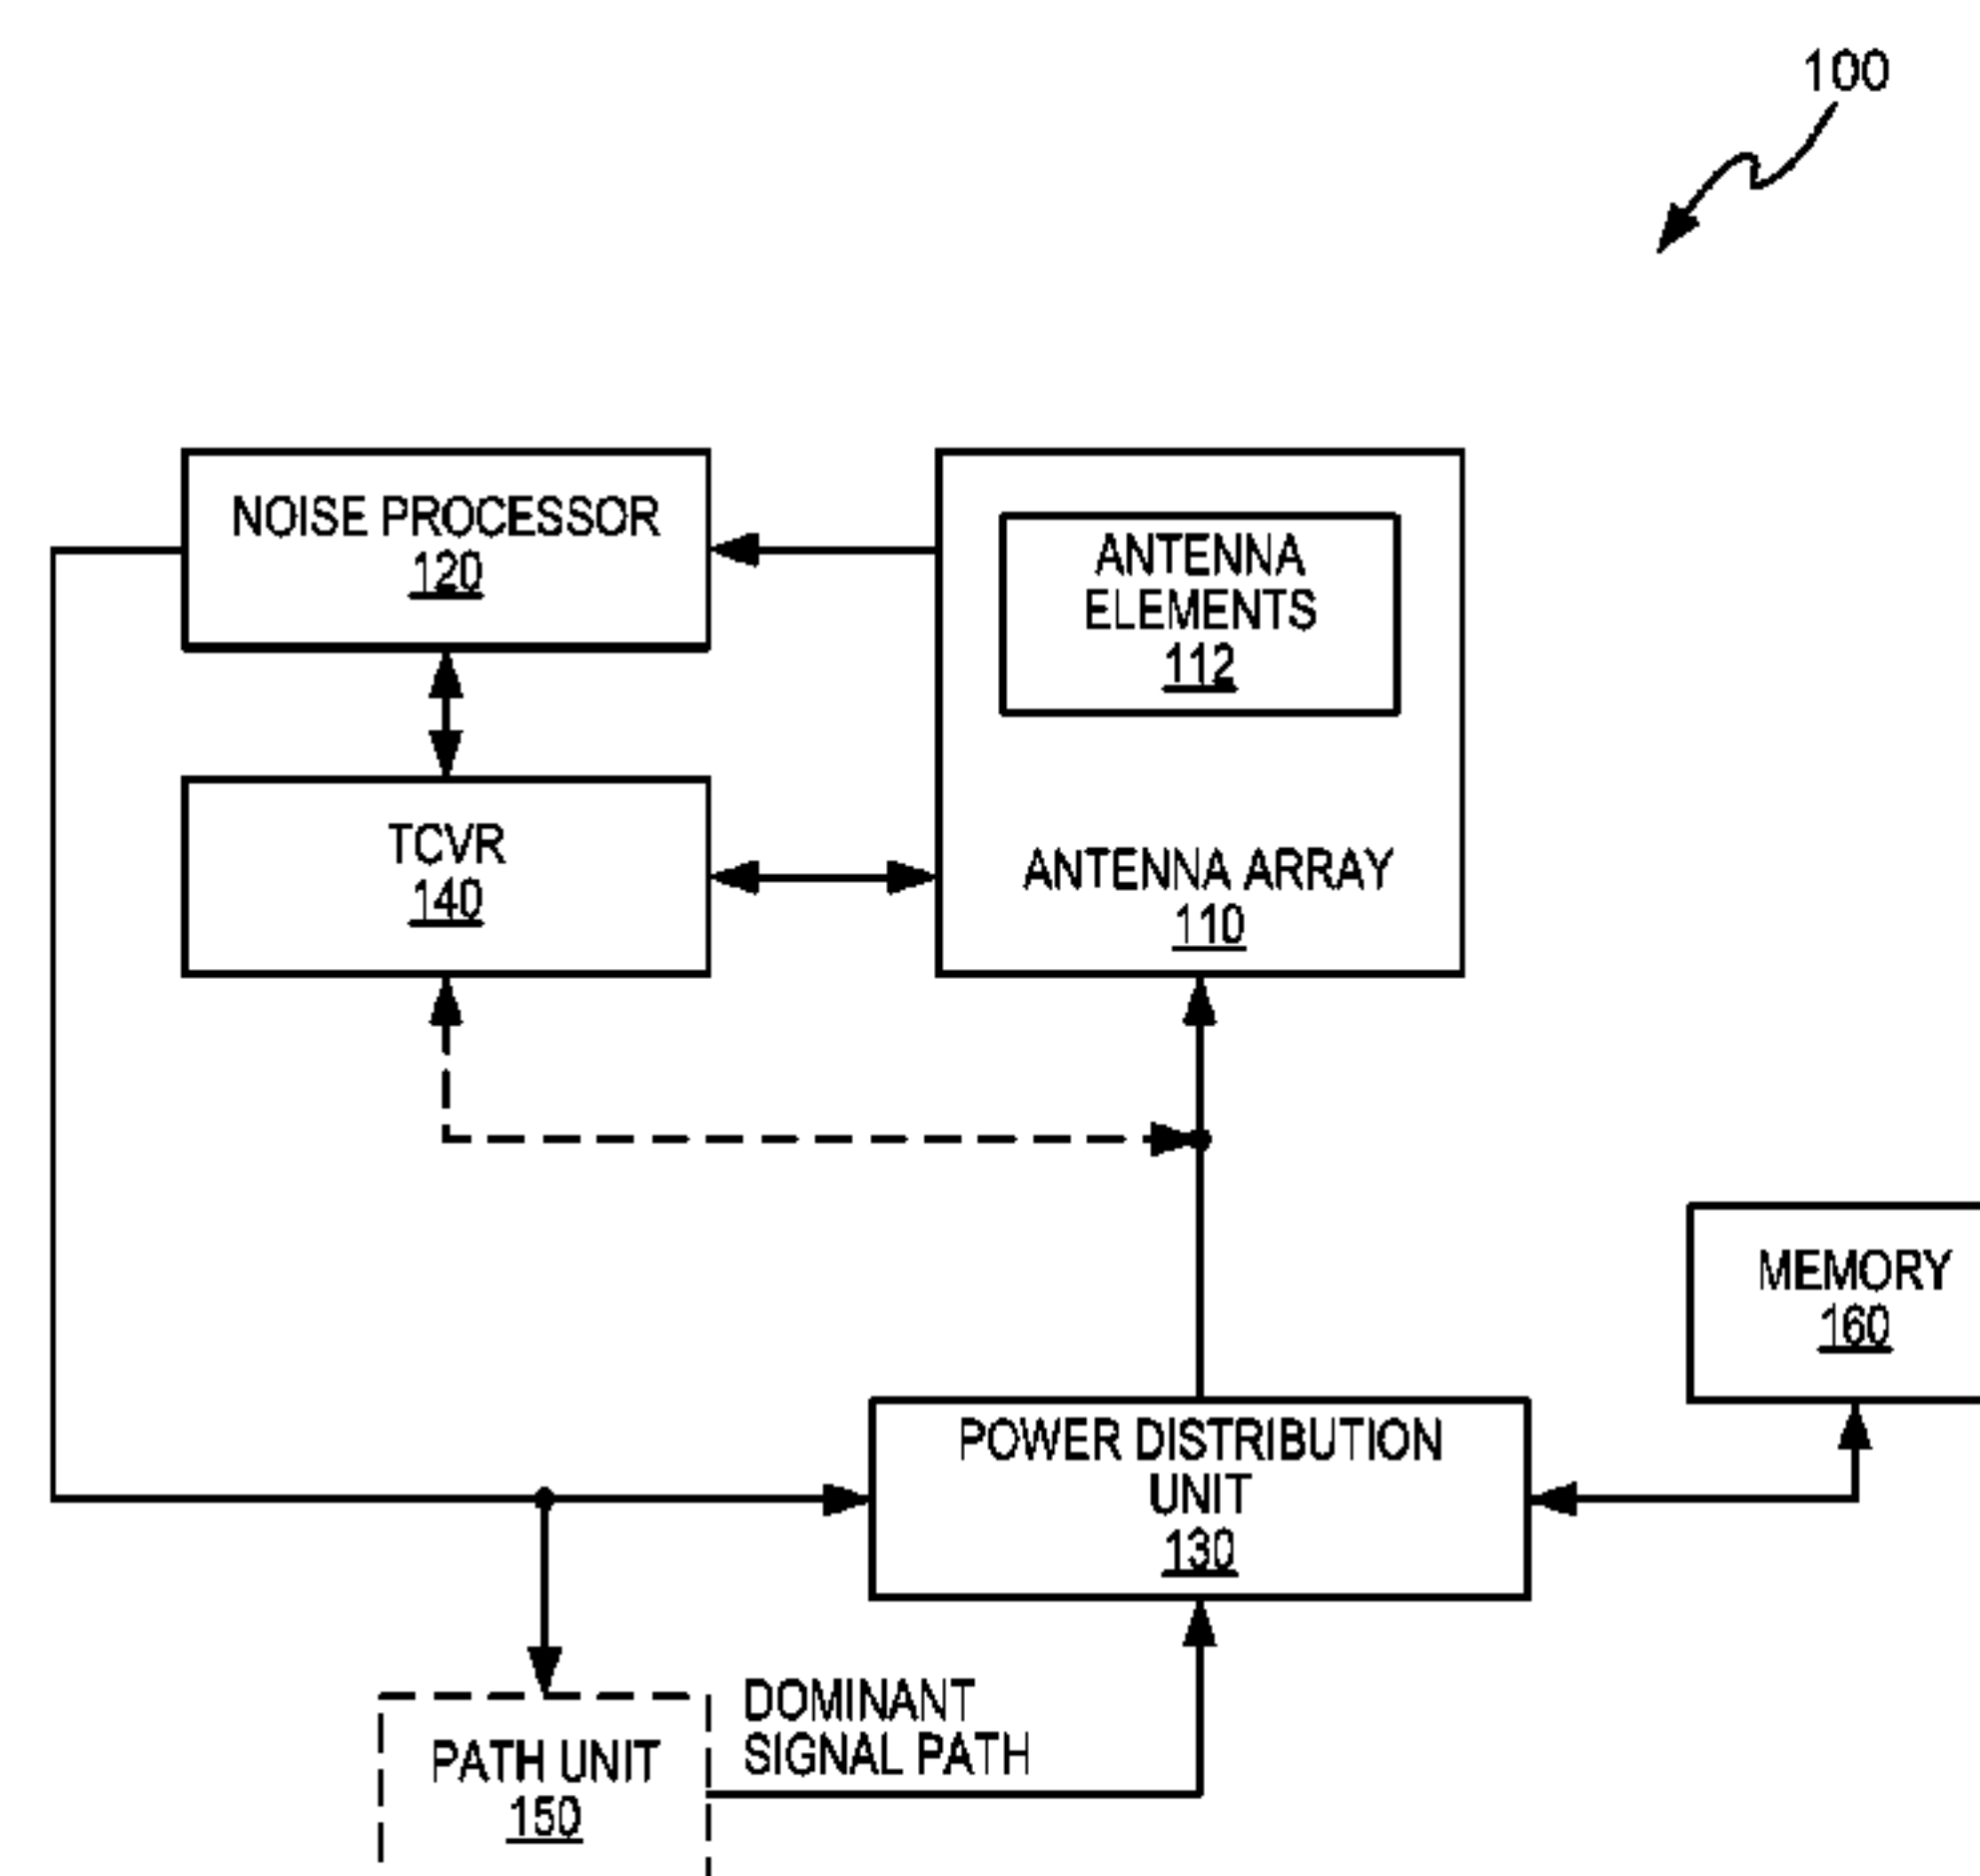 100
NOISE PROCESSOR
120
ANTENNA
ELEMENTS
112
TCVR
140
ANTENNA ARRAY
110
MEMORY
160
POWER DISTRIBUTION
UNIT
130
DOMINANT
SIGNAL PATH
PATH UNIT
150